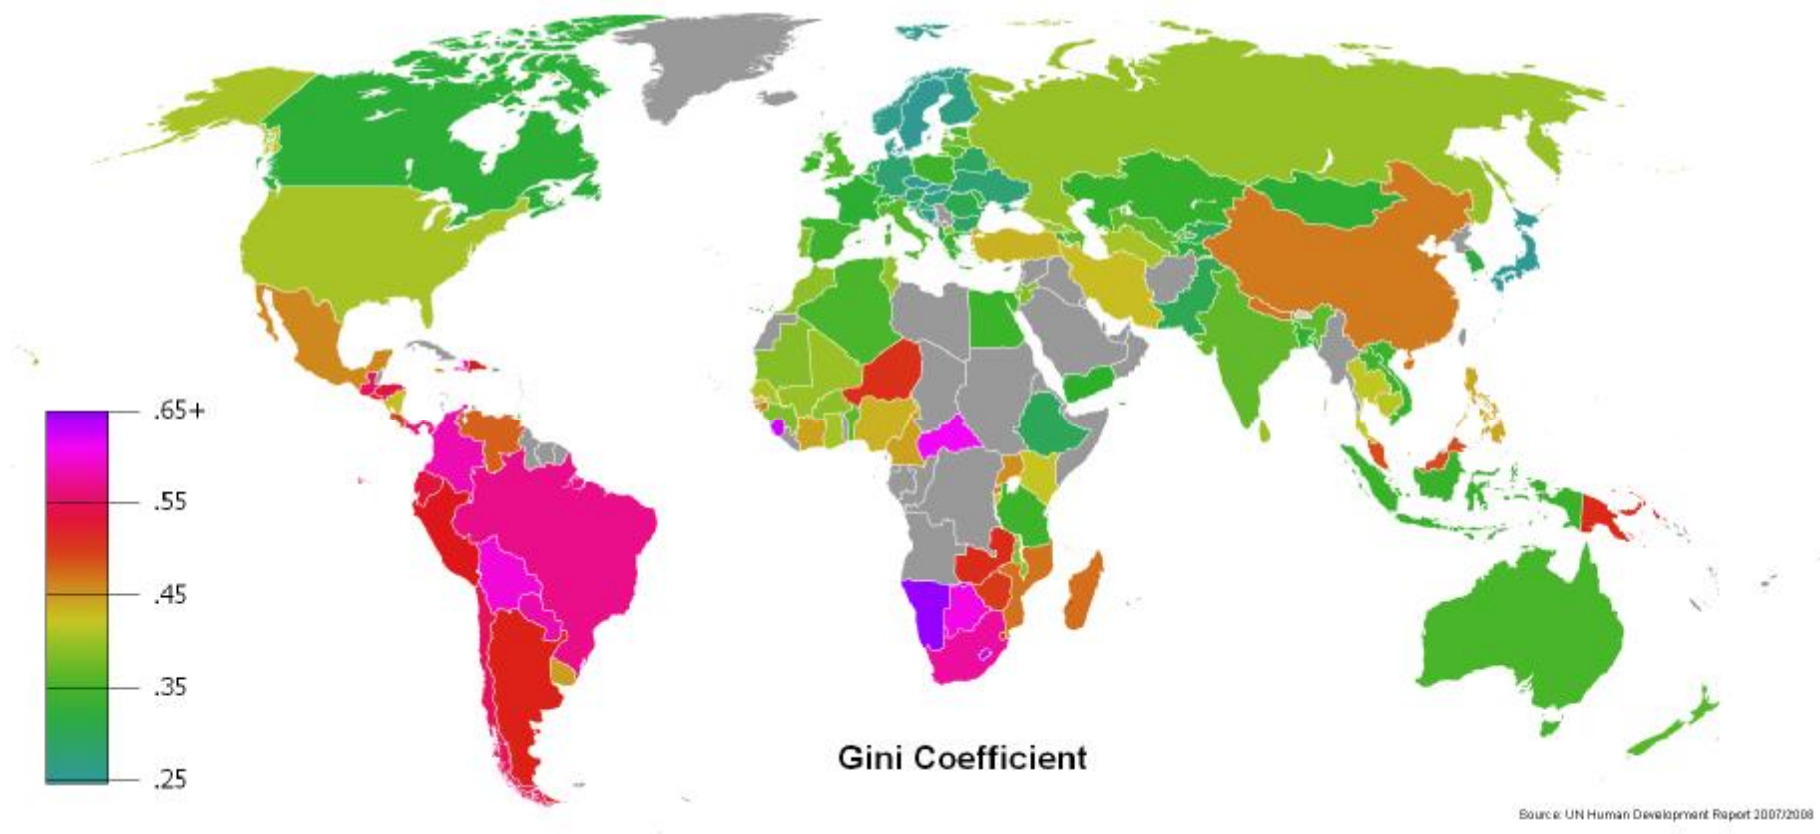 .65+
.55
.45
.35
.25
Gini Coefficient
Source: UN Human Development Report 2007/2008